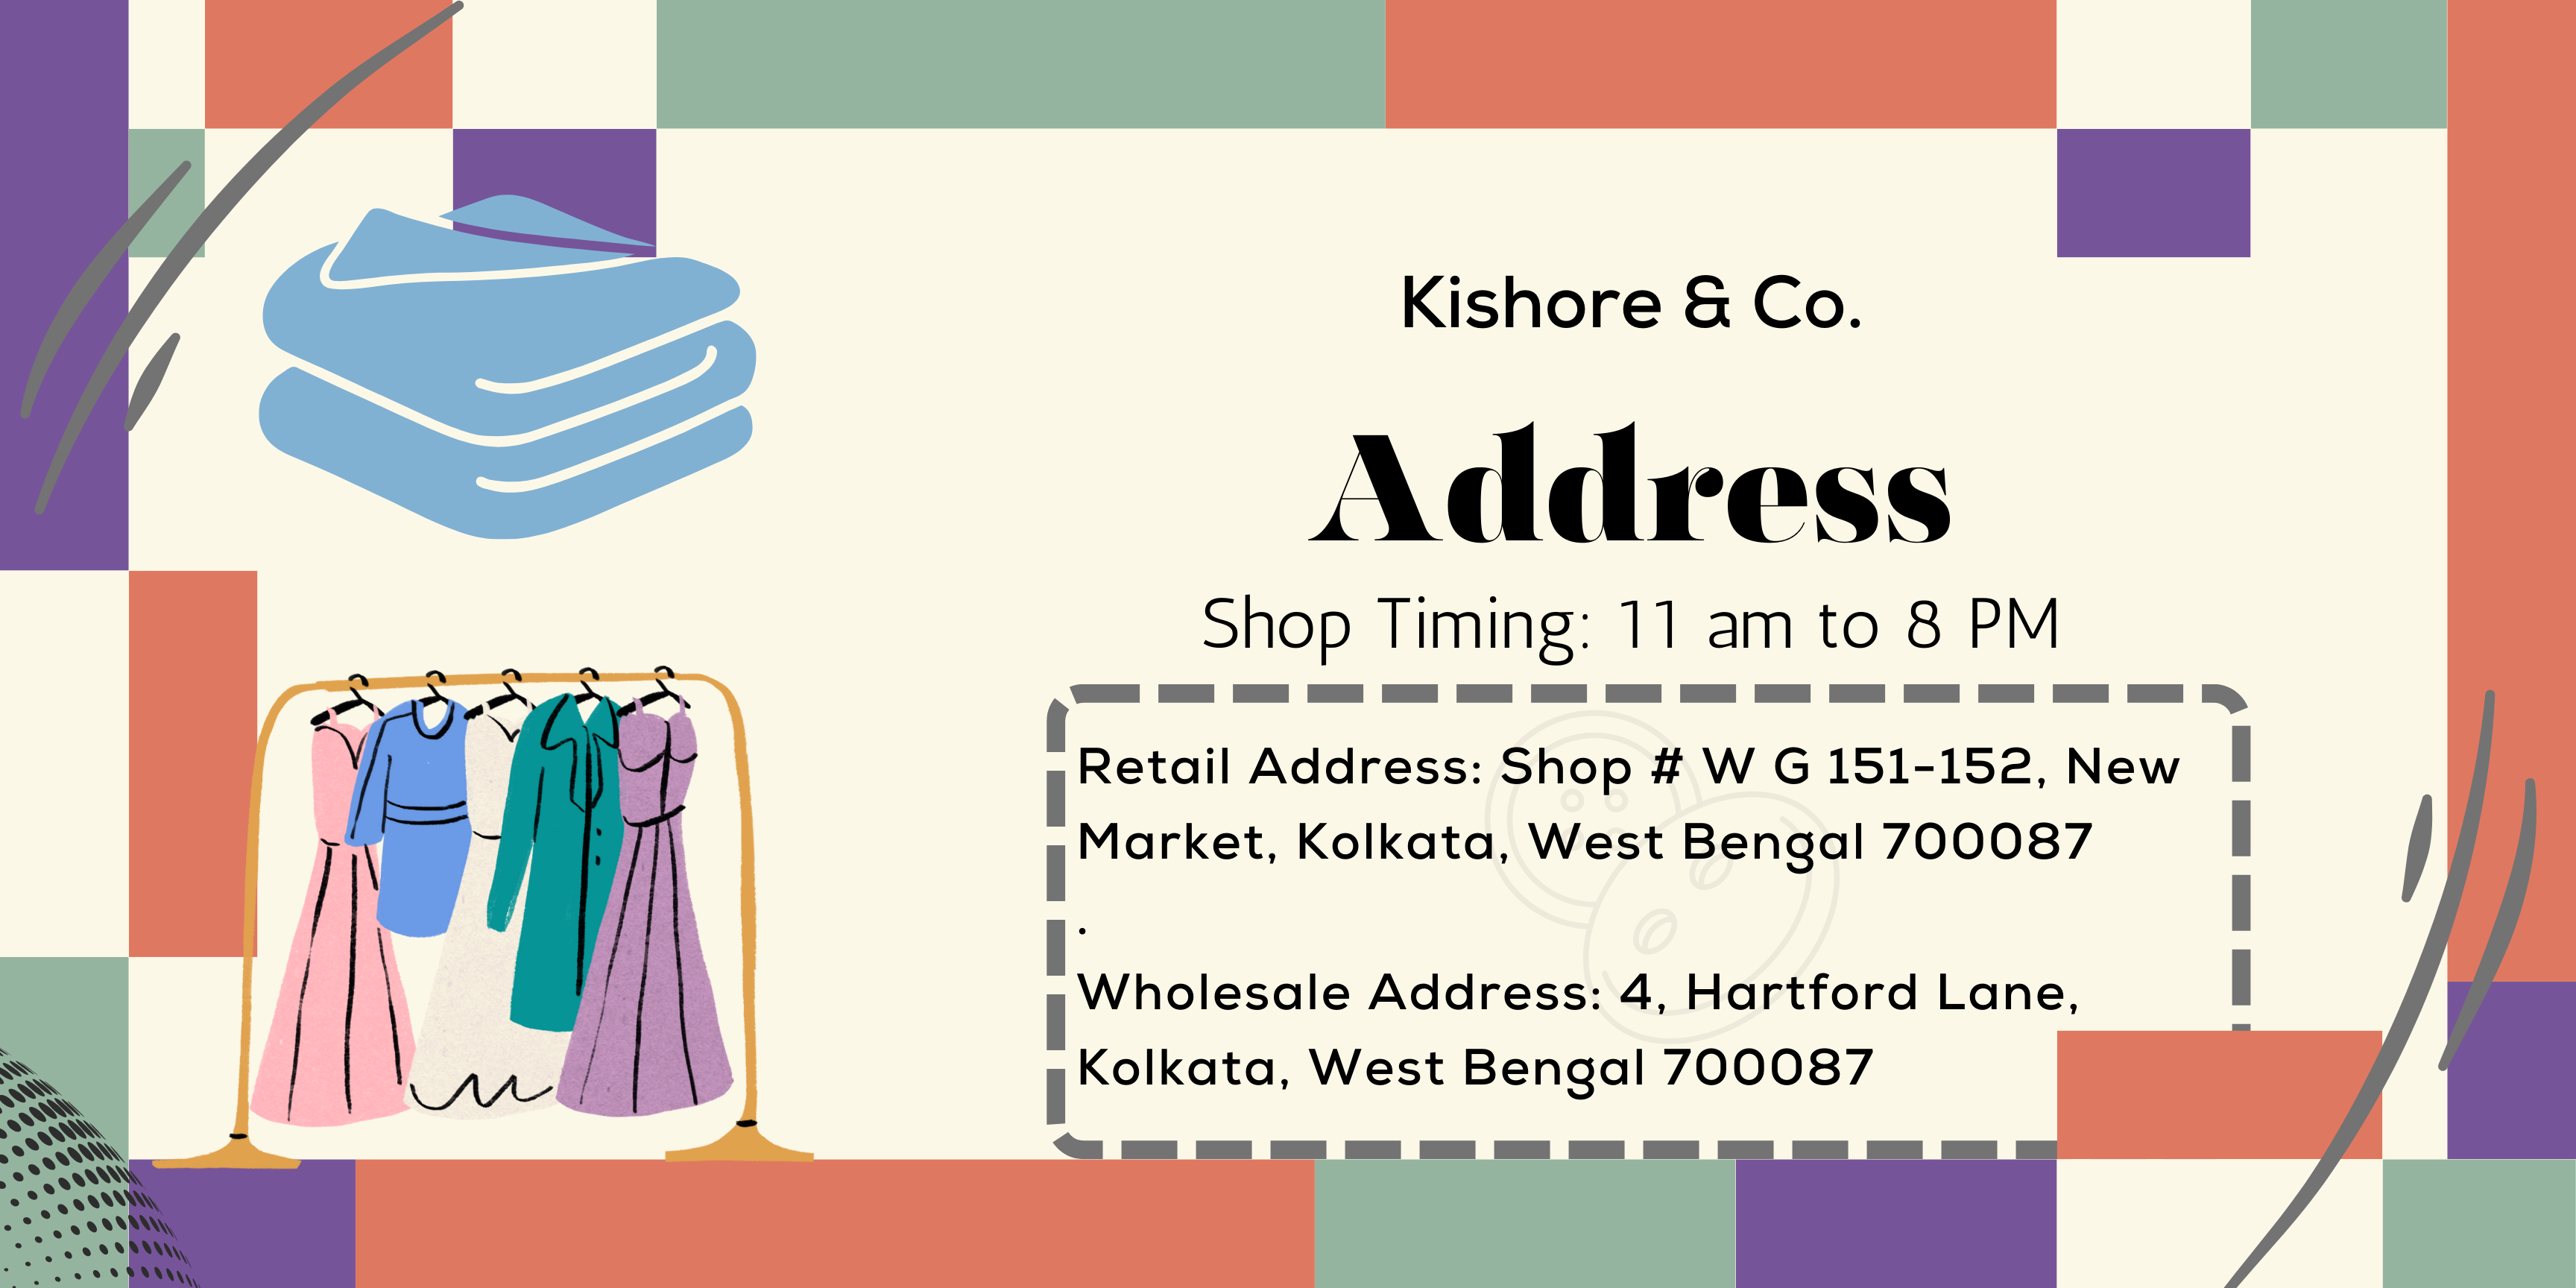 Kishore & Co.
Address
Shop Timing: 11 am to 8 PM
Retail Address: Shop # W G 151-152, New
Market, Kolkata, West Bengal 700087
.
Wholesale Address: 4, Hartford Lane,
Kolkata, West Bengal 700087